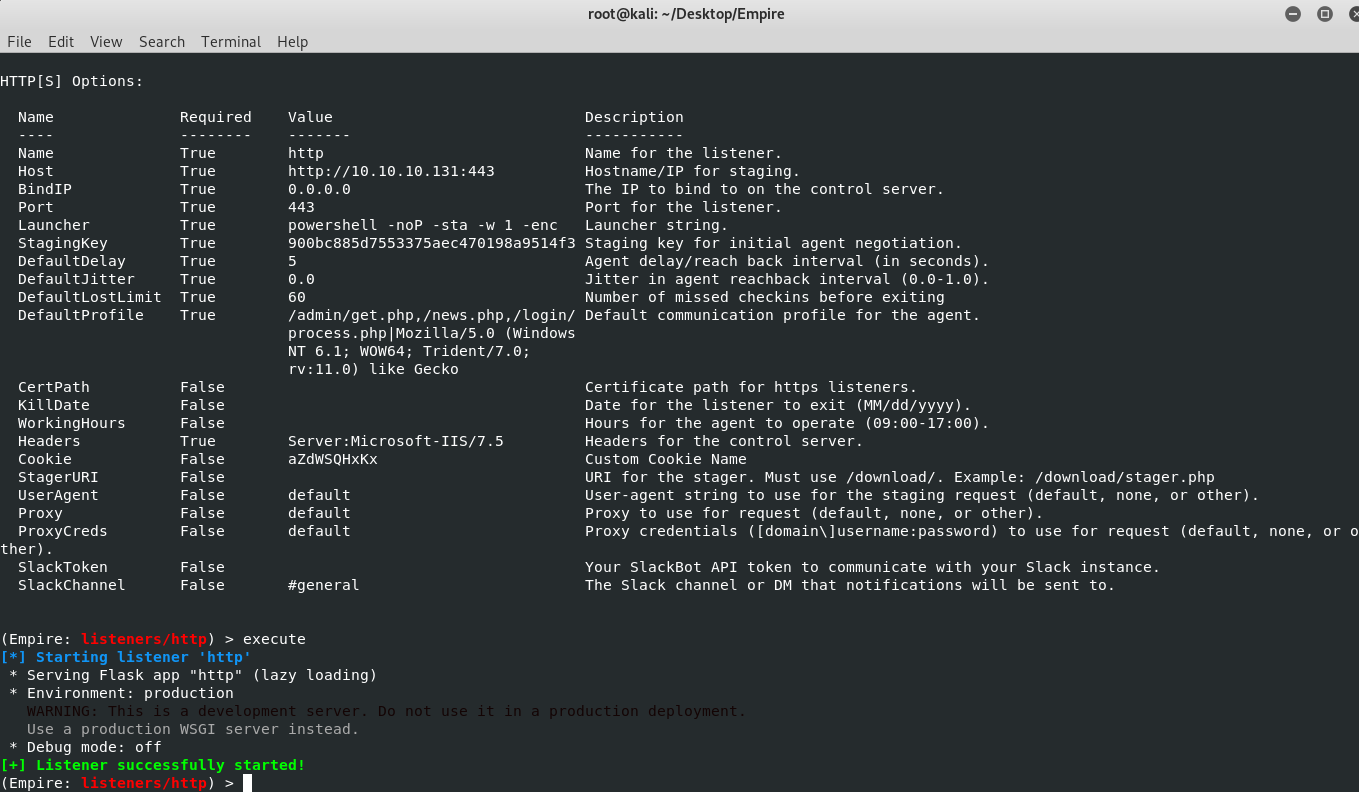 root@kali: ~/Desktop/Empire
File Edit View Search Terminal Help
HTTP[S] Options:
Name Required Value Description
---- -------- ------- -----------
Name True http Name for the listener.
Host True http://10.10.10.131:443 Hostname/IP for staging.
BindIP True 0.0.0.0 The IP to bind to on the control server.
Port True 443 Port for the listener.
Launcher True powershell -noP -sta -w 1 -enc Launcher string.
StagingKey True 900bc885d7553375aec470198a9514f3 Staging key for initial agent negotiation.
DefaultDelay True 5 Agent delay/reach back interval (in seconds).
DefaultJitter True 0.0 Jitter in agent reachback interval (0.0-1.0).
DefaultLostLimit True 60 Number of missed checkins before exiting
DefaultProfile True /admin/get.php,/news.php,/login/ Default communication profile for the agent.
process.php|Mozilla/5.0 (Windows
NT 6.1; WOW64; Trident/7.0;
rv:11.0) like Gecko
CertPath False Certificate path for https listeners.
KillDate False Date for the listener to exit (MM/dd/yyyy).
WorkingHours False Hours for the agent to operate (09:00-17:00).
Headers True Server:Microsoft-IIS/7.5 Headers for the control server.
Cookie False aZdWSQHxKx Custom Cookie Name
StagerURI False URI for the stager. Must use /download/. Example: /download/stager.php
UserAgent False default User-agent string to use for the staging request (default, none, or other).
Proxy False default Proxy to use for request (default, none, or other).
ProxyCreds False default Proxy credentials ([domain\]username:password) to use for request (default, none, or o
ther).
SlackToken False Your SlackBot API token to communicate with your Slack instance.
SlackChannel False #general The Slack channel or DM that notifications will be sent to.
(Empire: listeners/http) > execute
[*] Starting listener 'http'
* Serving Flask app "http" (lazy loading)
* Environment: production
WARNING: This is a development server. Do not use it in a production deployment.
Use a production WSGI server instead.
* Debug mode: off
[+] Listener successfully started!
(Empire: listeners/http) >